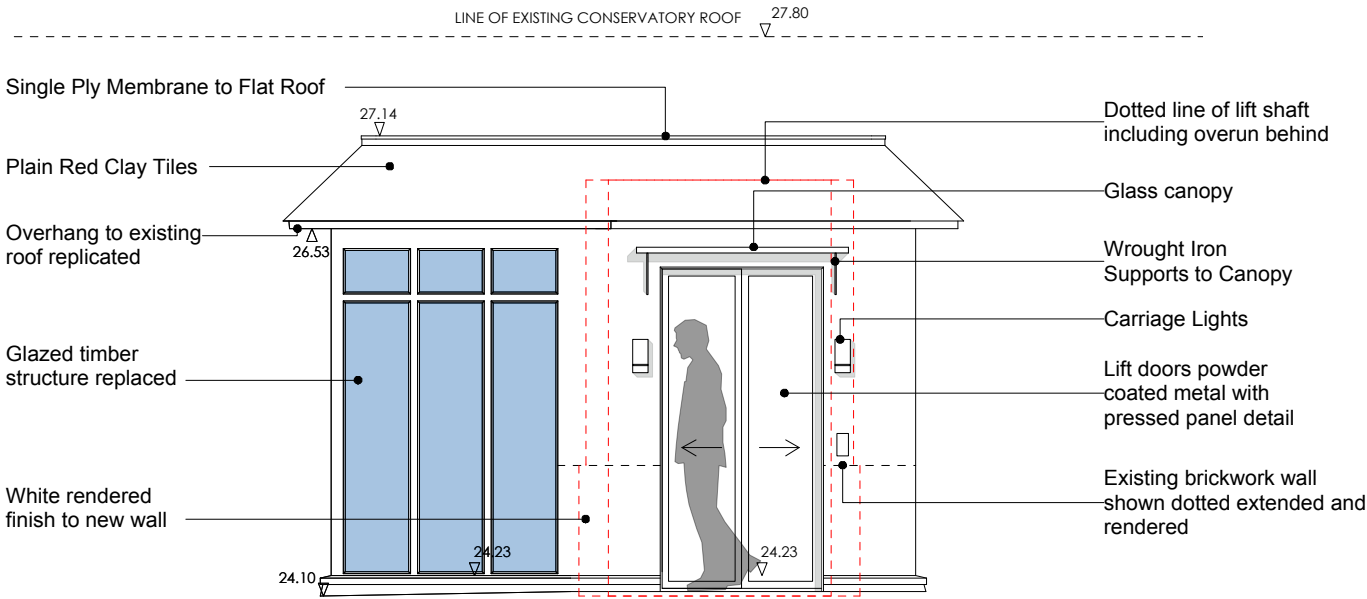 LINE OF EXISTING CONSERVATORY ROOF 27.80
Single Ply Membrane to Flat Roof
27.14
Plain Red Clay Tiles
Overhang to existing
roof replicated
26.53
Glazed timber
structure replaced
White rendered
finish to new wall
24.10
24.23
24.23
Dotted line of lift shaft
including overun behind
Glass canopy
Wrought Iron
Supports to Canopy
Carriage Lights
Lift doors powder
coated metal with
pressed panel detail
Existing brickwork wall
shown dotted extended and
rendered